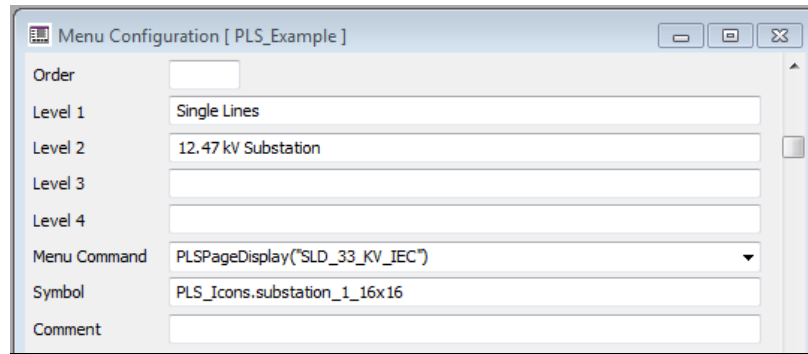 Menu Configuration [ PLS_Example ]
Order
Level 1 Single Lines
Level 2 12.47 kV Substation
Level 3
Level 4
Menu Command PLSPageDisplay("SLD_33_KV_IEC")
Symbol PLS_Icons.substation_1_16x16
Comment